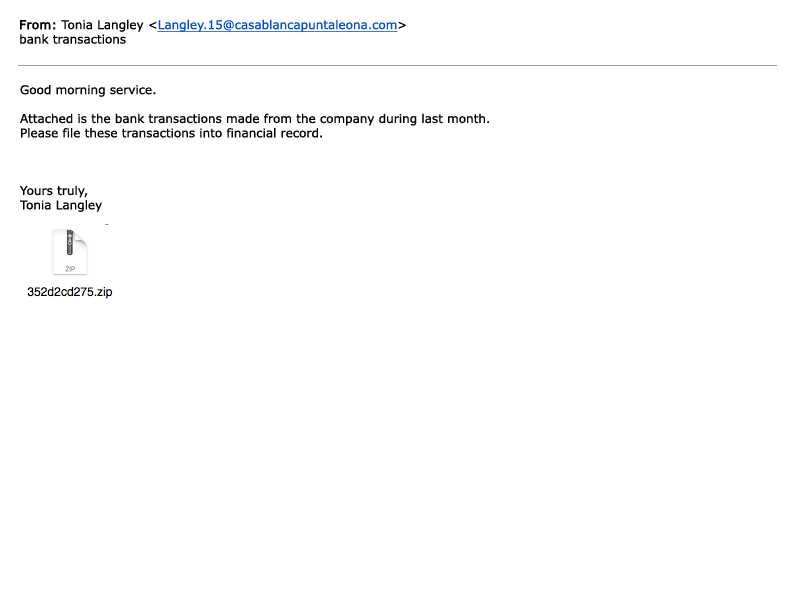 From: Tonia Langley <Langley.15@casablancapuntaleona.com>
bank transactions
Good morning service.
Attached is the bank transactions made from the company during last month.
Please file these transactions into financial record.
Yours truly,
Tonia Langley
ZIP
352d2cd275.zip